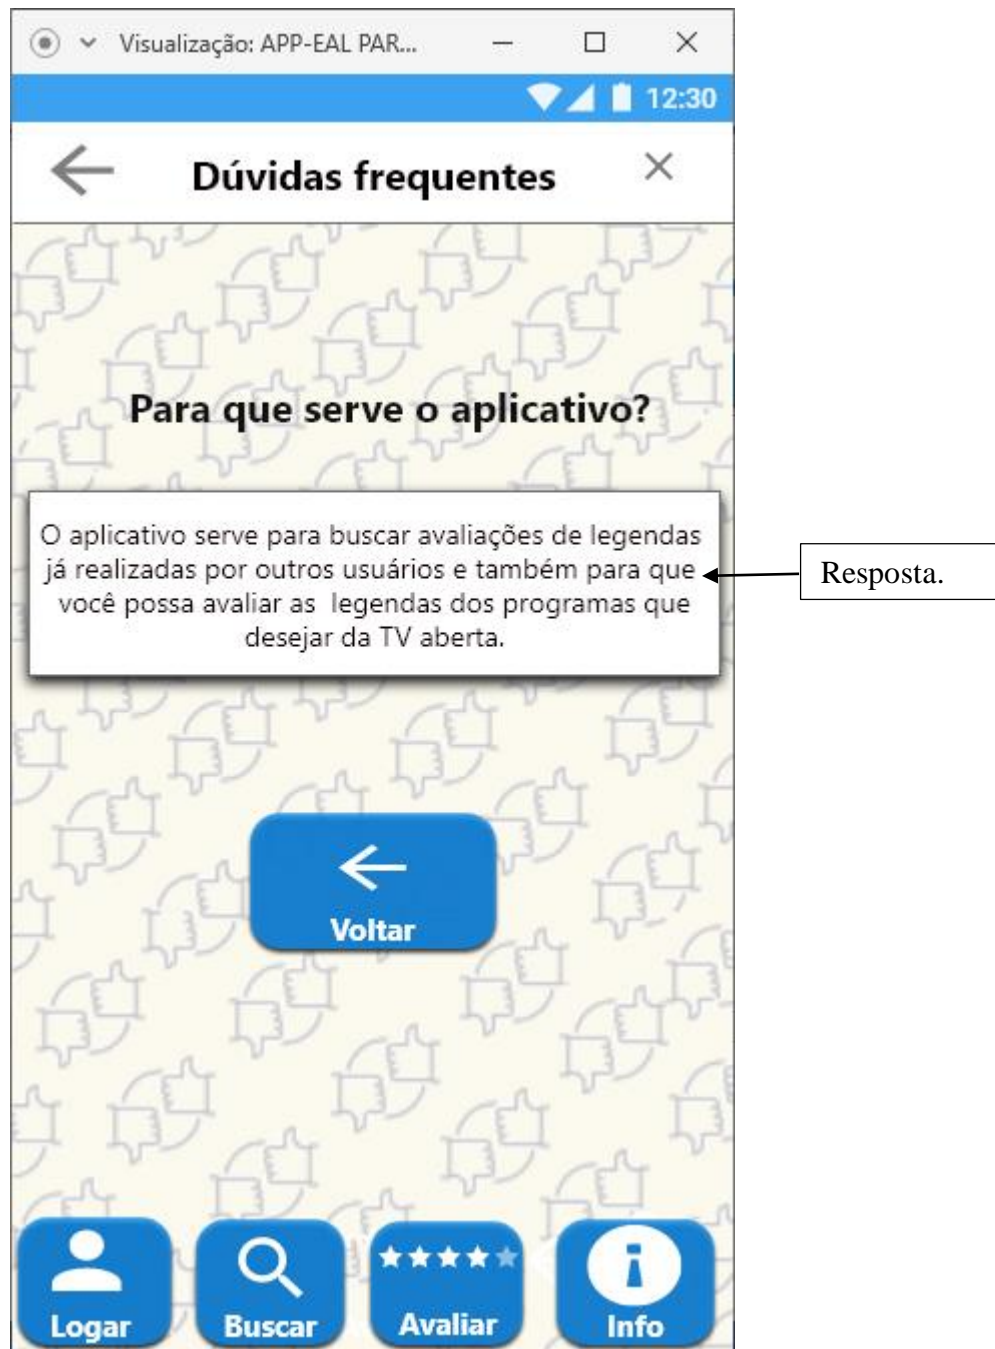 Visualização: APP-EAL PAR...
12:30
Dúvidas frequentes
Para que serve o aplicativo?
O aplicativo serve para buscar avaliações de legendas
já realizadas por outros usuários e também para que
você possa avaliar as legendas dos programas que
desejar da TV aberta.
Resposta.
Voltar
Logar
Buscar
Avaliar
Info